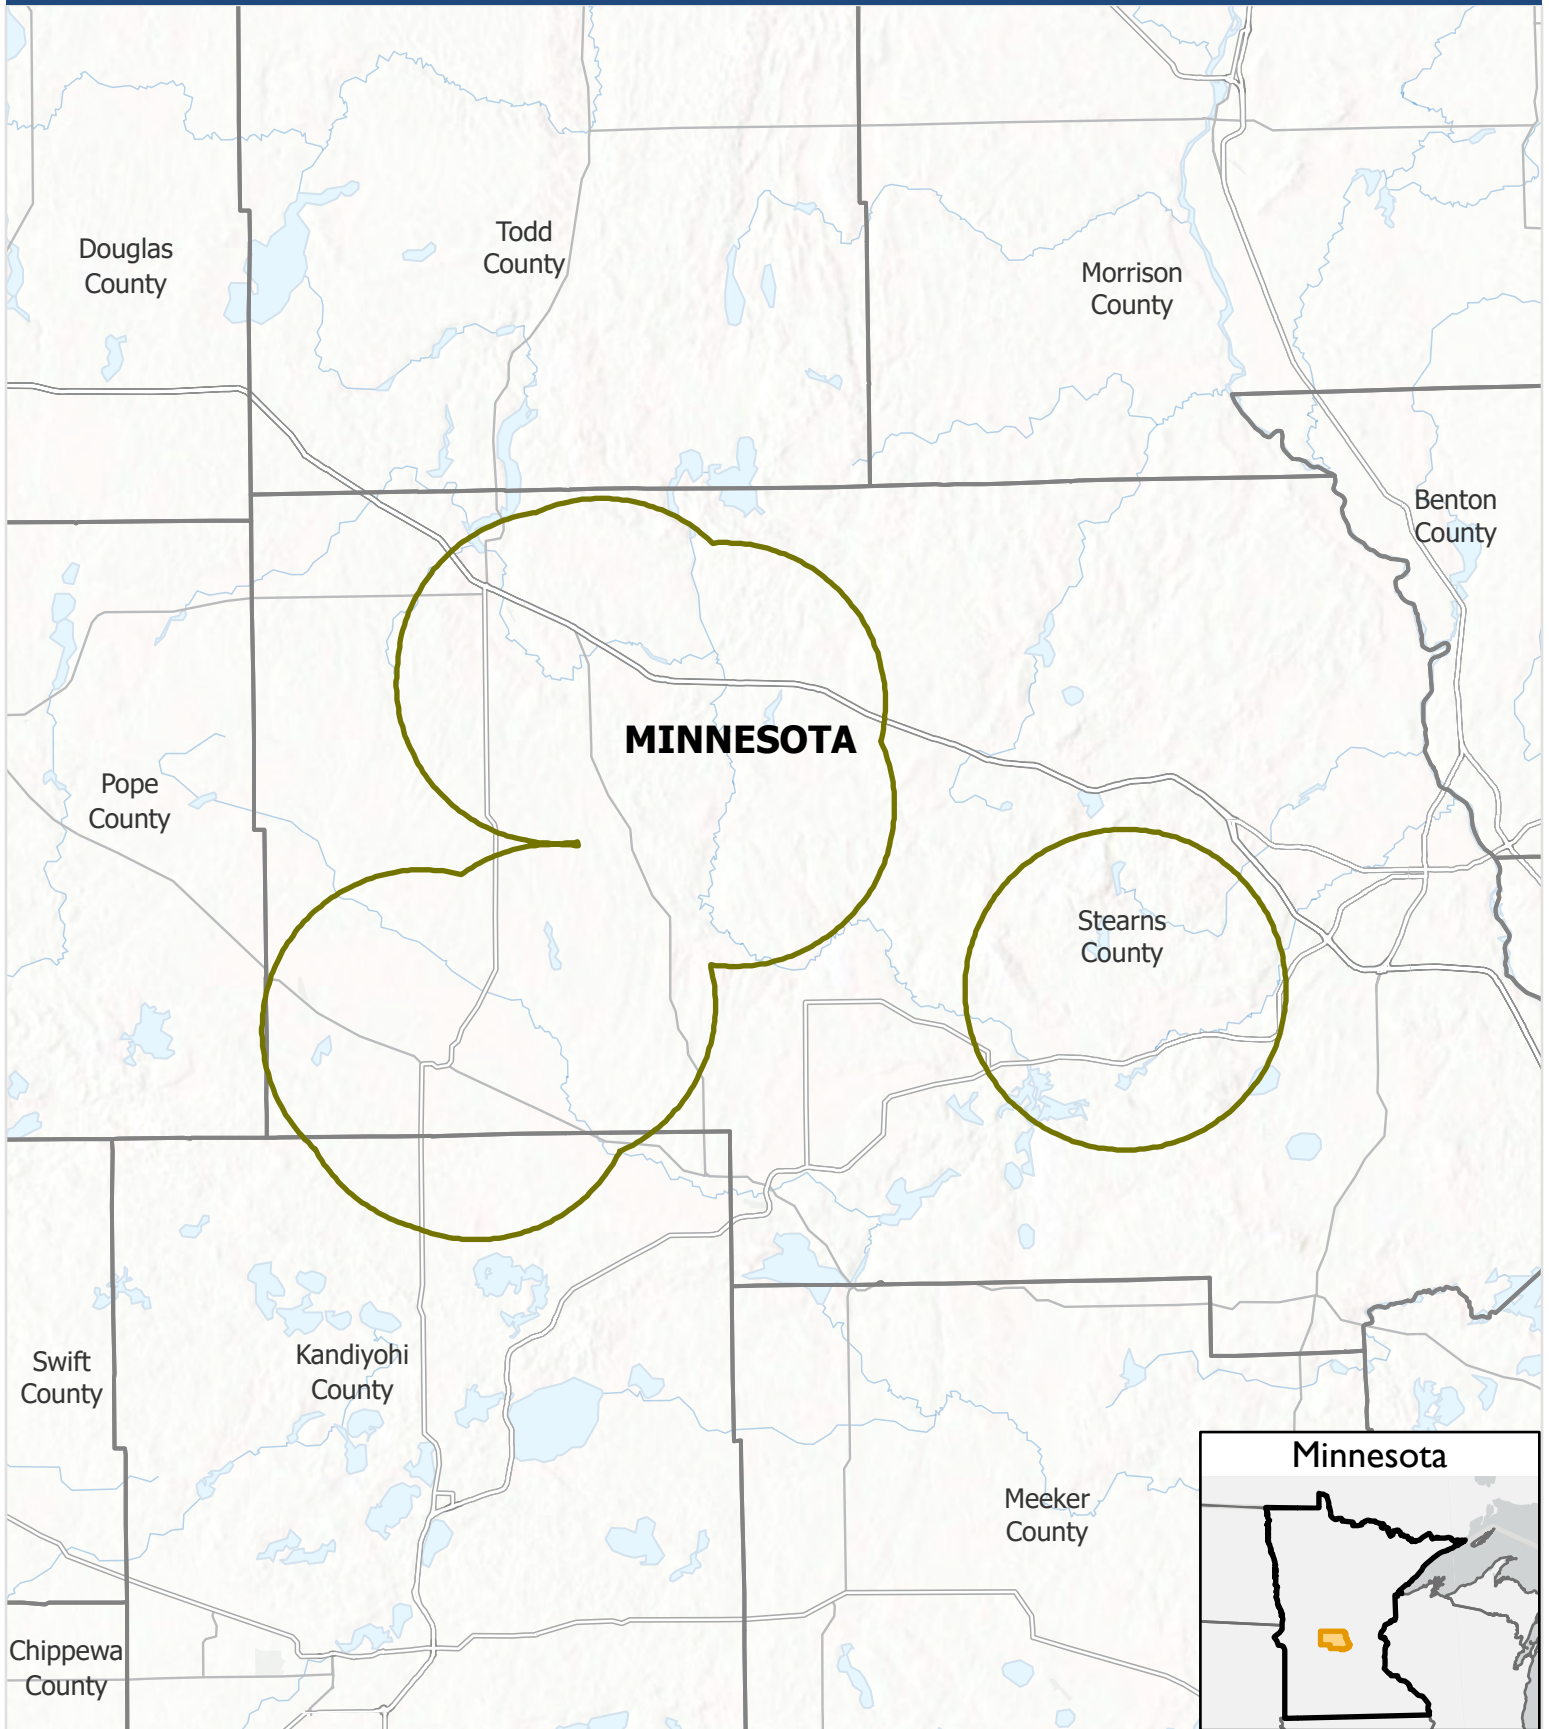 Todd
County
Douglas
County
Morrison
County
Benton
County
MINNESOTA
Pope
County
Stearns
County
Swift
County
Kandiyohi
County
Meeker
County
Chippewa
County
Minnesota